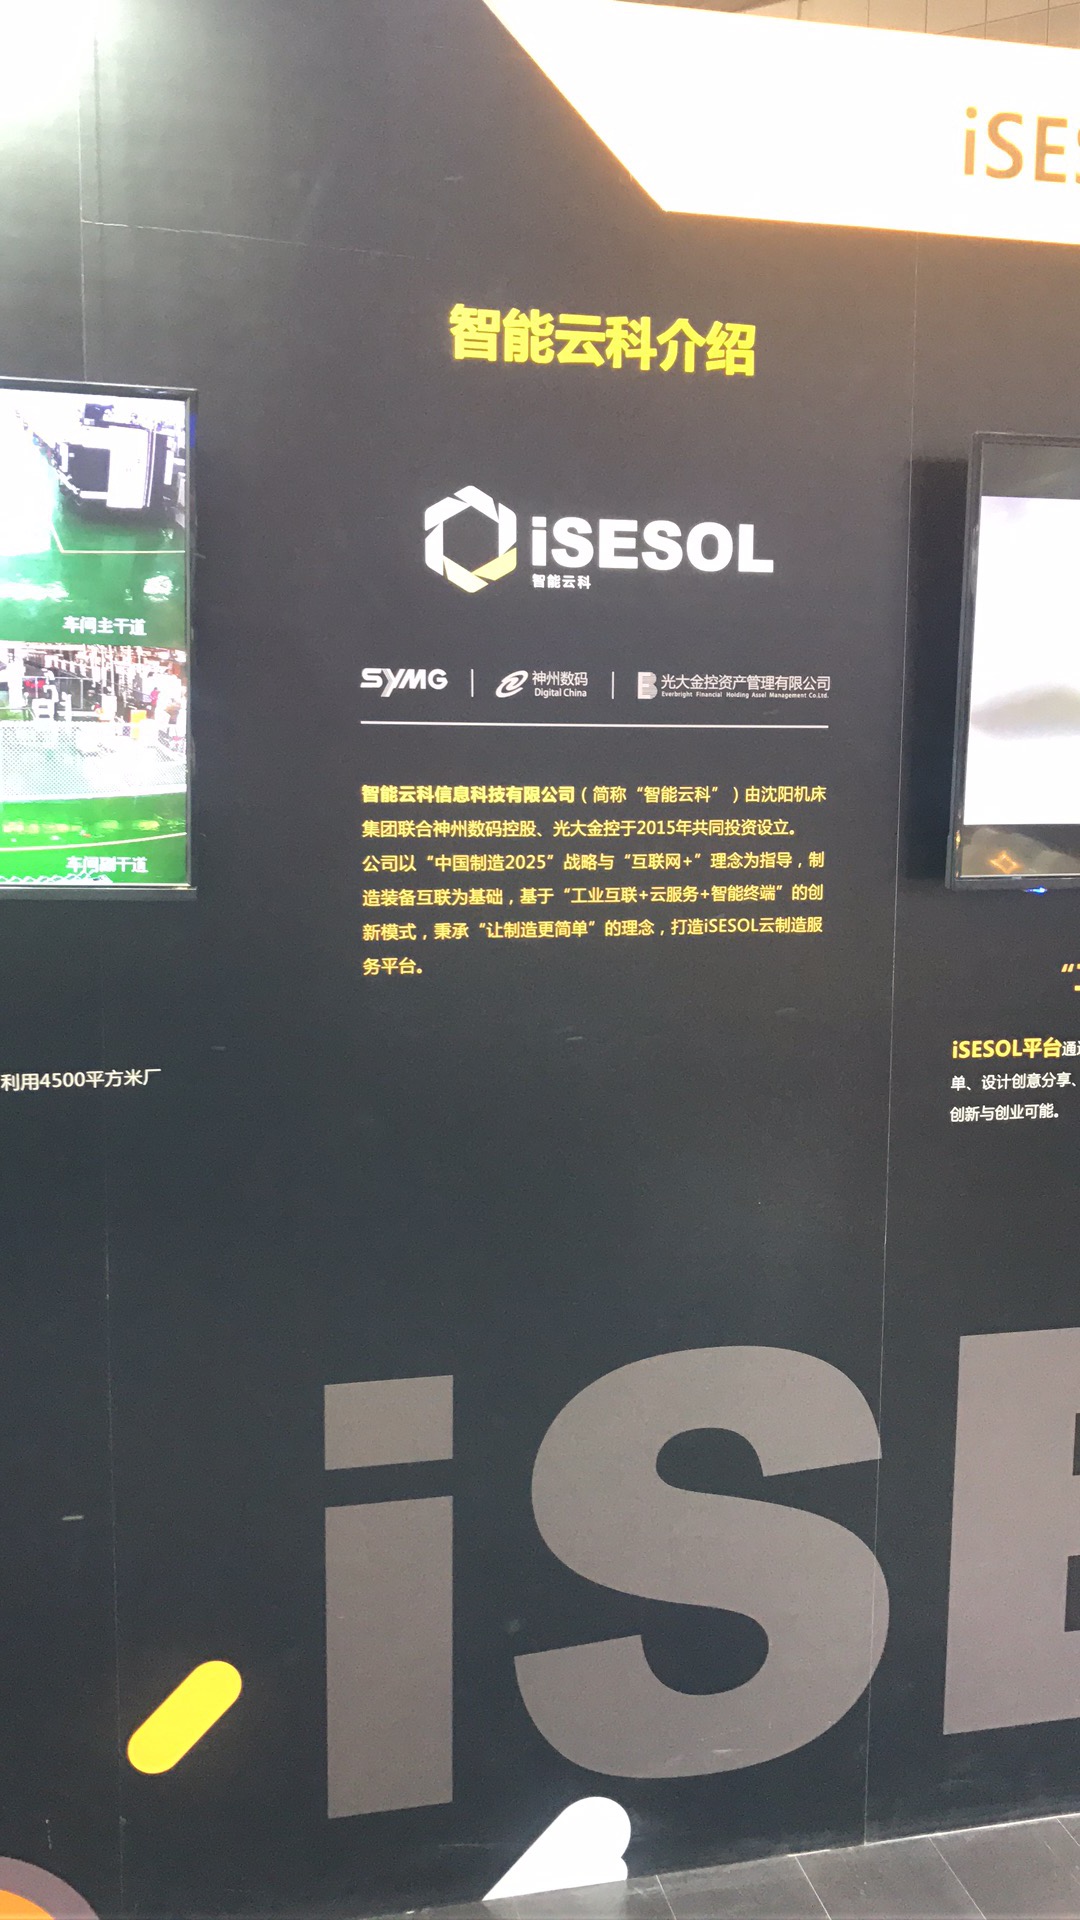 iSES
智能云科介绍
iSESOL
智能云科
SYMG
神州数码
Digital China
光大金控资产管理有限公司
Everbright Financial Holding Asset Management Co.Ltd.
智能云科信息科技有限公司（简称“智能云科”）由沈阳机床
集团联合神州数码控股、光大金控于2015年共同投资设立。
公司以“中国制造2025”战略与“互联网+”理念为指导，制
造装备互联为基础，基于“工业互联+云服务+智能终端”的创
新模式，秉承“让制造更简单”的理念，打造iSESOL云制造服
务平台。
车间主干道
车间副干道
利用4500平方米厂
iSESOL平台通
单、设计创意分享、
创新与创业可能。
iSE